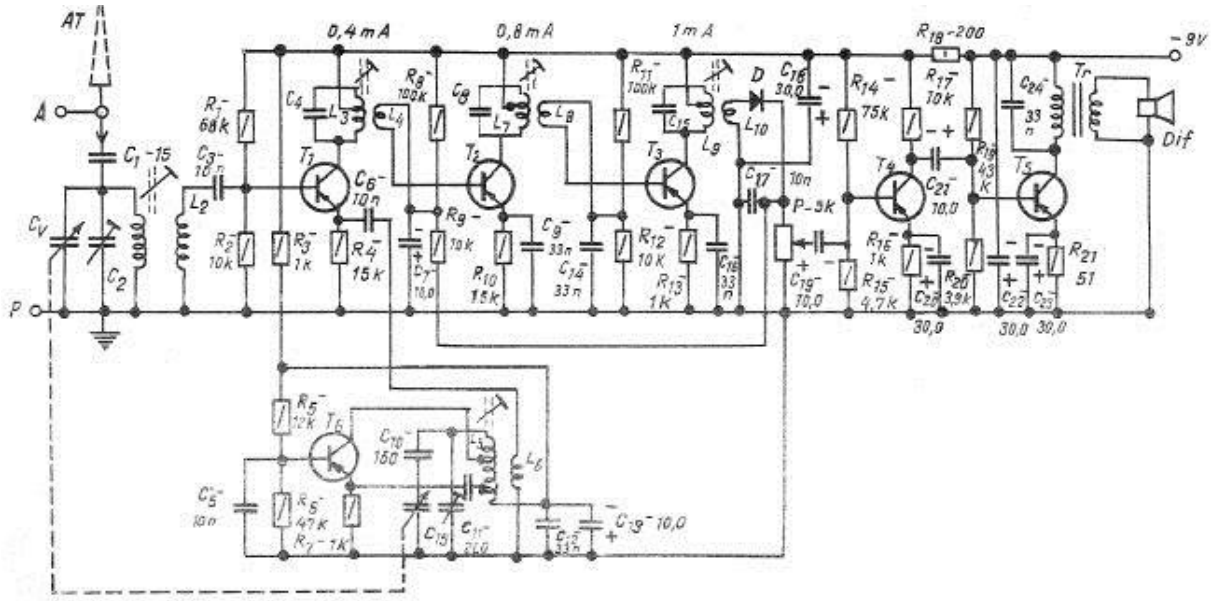 AT
0,4 mA
0,8 mA
1 mA
R18-200
-9V
A
C1-15
R1-
68k
C3-
10n
C4
L3
L4
R8-
100k
C8
L7
L8
R11-
100k
C15
L9
L10
D
C18-
30,0
R14-
75k
R17-
10k
C24-
33
n
Tr
Dif
T1
T2
T3
T4
T5
C6-
10n
C17-
10n
P-5k
C21-
10,0
R19-
43
k
CV
C2
L2
R2-
10k
R3-
1k
R4-
15k
C7-
10,0
R9-
10k
R10-
1,5k
C9-
33n
C14-
33n
R12-
10k
R13-
1k
C16-
33
n
C19-
10,0
R15-
4,7k
R16-
1k
C20-
30,0
R20-
3,9k
C22-
30,0
C23-
30,0
R21
51
P
R5-
12k
T6
C10-
150
L5
L6
C5-
10n
R6-
47k
R7-1k
C15
C11-
33n
C13-10,0